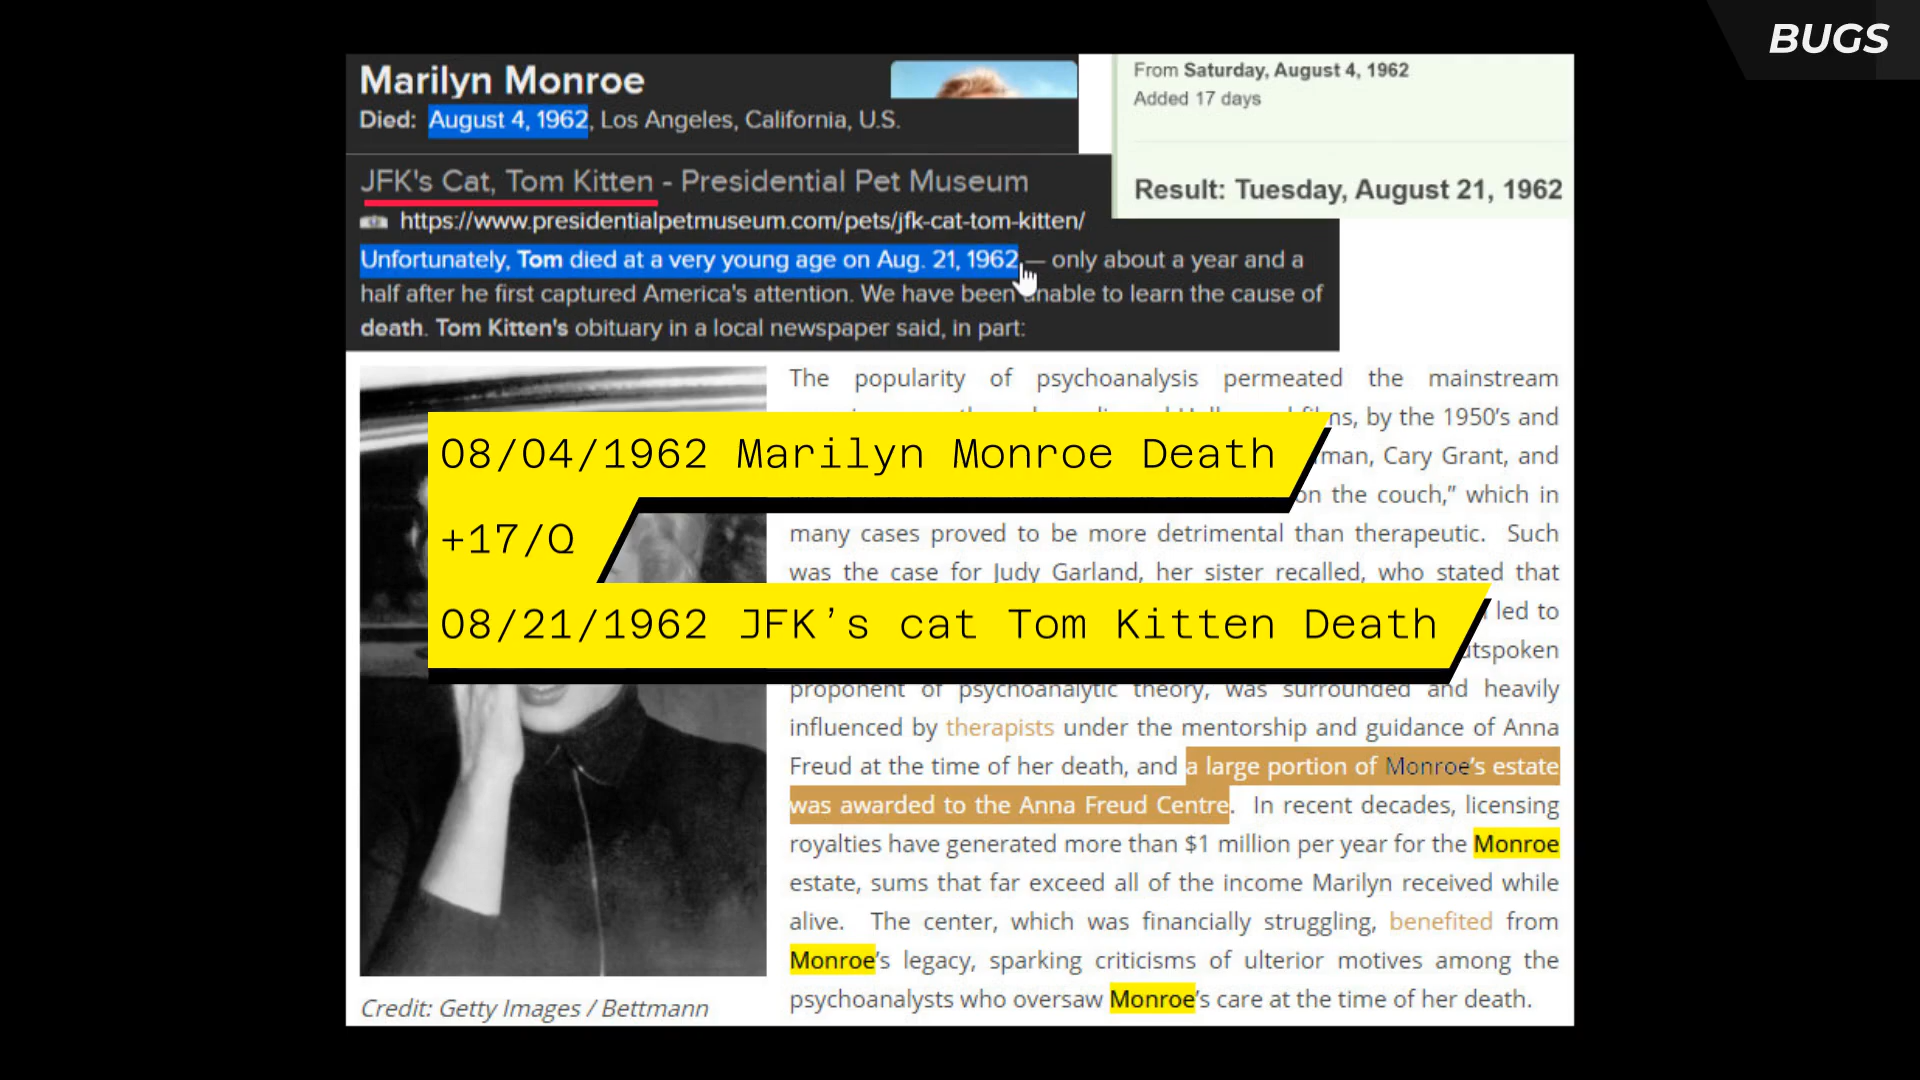 BUGS
Marilyn Monroe
Died: August 4, 1962, Los Angeles, California, U.S.
From Saturday, August 4, 1962
Added 17 days
Result: Tuesday, August 21, 1962
JFK's Cat, Tom Kitten - Presidential Pet Museum
https://www.presidentialpetmuseum.com/pets/jfk-cat-tom-kitten/
Unfortunately, Tom died at a very young age on Aug. 21, 1962 — only about a year and a
half after he first captured America's attention. We have been unable to learn the cause of
death. Tom Kitten's obituary in a local newspaper said, in part:
08/04/1962 Marilyn Monroe Death
+17/Q
08/21/1962 JFK's cat Tom Kitten Death
The popularity of psychoanalysis permeated the mainstream
by the 1950's and
Cary Grant, and
on the couch,” which in
many cases proved to be more detrimental than therapeutic. Such
was the case for Judy Garland, her sister recalled, who stated that
led to
proponent of psychoanalytic theory, was surrounded and heavily
influenced by therapists under the mentorship and guidance of Anna
Freud at the time of her death, and a large portion of Monroe's estate
was awarded to the Anna Freud Centre. In recent decades, licensing
royalties have generated more than $1 million per year for the Monroe
estate, sums that far exceed all of the income Marilyn received while
alive. The center, which was financially struggling, benefited from
Monroe's legacy, sparking criticisms of ulterior motives among the
psychoanalysts who oversaw Monroe's care at the time of her death.
Credit: Getty Images / Bettmann